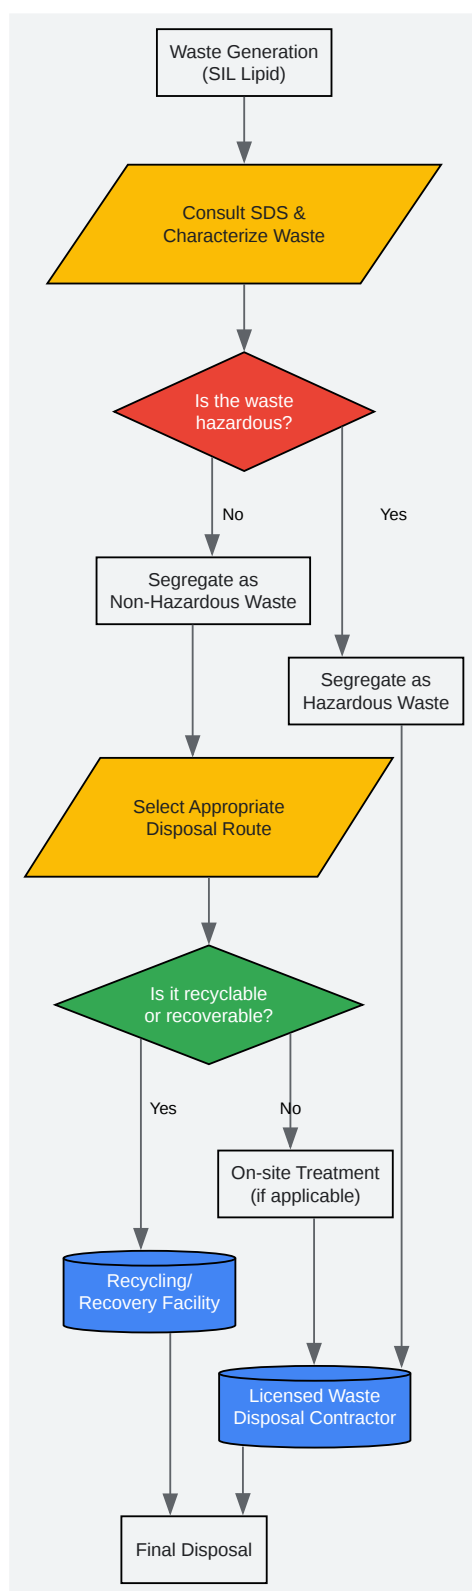 Waste Generation
(SIL Lipid)
Consult SDS &
Characterize Waste
Is the waste
hazardous?
No
Yes
Segregate as
Non-Hazardous Waste
Segregate as
Hazardous Waste
Select Appropriate
Disposal Route
Is it recyclable
or recoverable?
Yes
No
On-site Treatment
(if applicable)
Recycling/
Recovery Facility
Licensed Waste
Disposal Contractor
Final Disposal